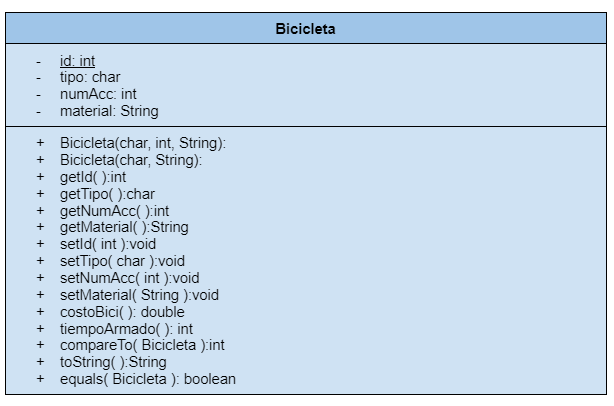 Bicicleta
- id: int
- tipo: char
- numAcc: int
- material: String
+ Bicicleta(char, int, String):
+ Bicicleta(char, String):
+ getId( ):int
+ getTipo( ):char
+ getNumAcc( ):int
+ getMaterial( ):String
+ setId( int ):void
+ setTipo( char ):void
+ setNumAcc( int ):void
+ setMaterial( String ):void
+ costoBici( ): double
+ tiempoArmado( ): int
+ compareTo( Bicicleta ):int
+ toString( ):String
+ equals( Bicicleta ): boolean